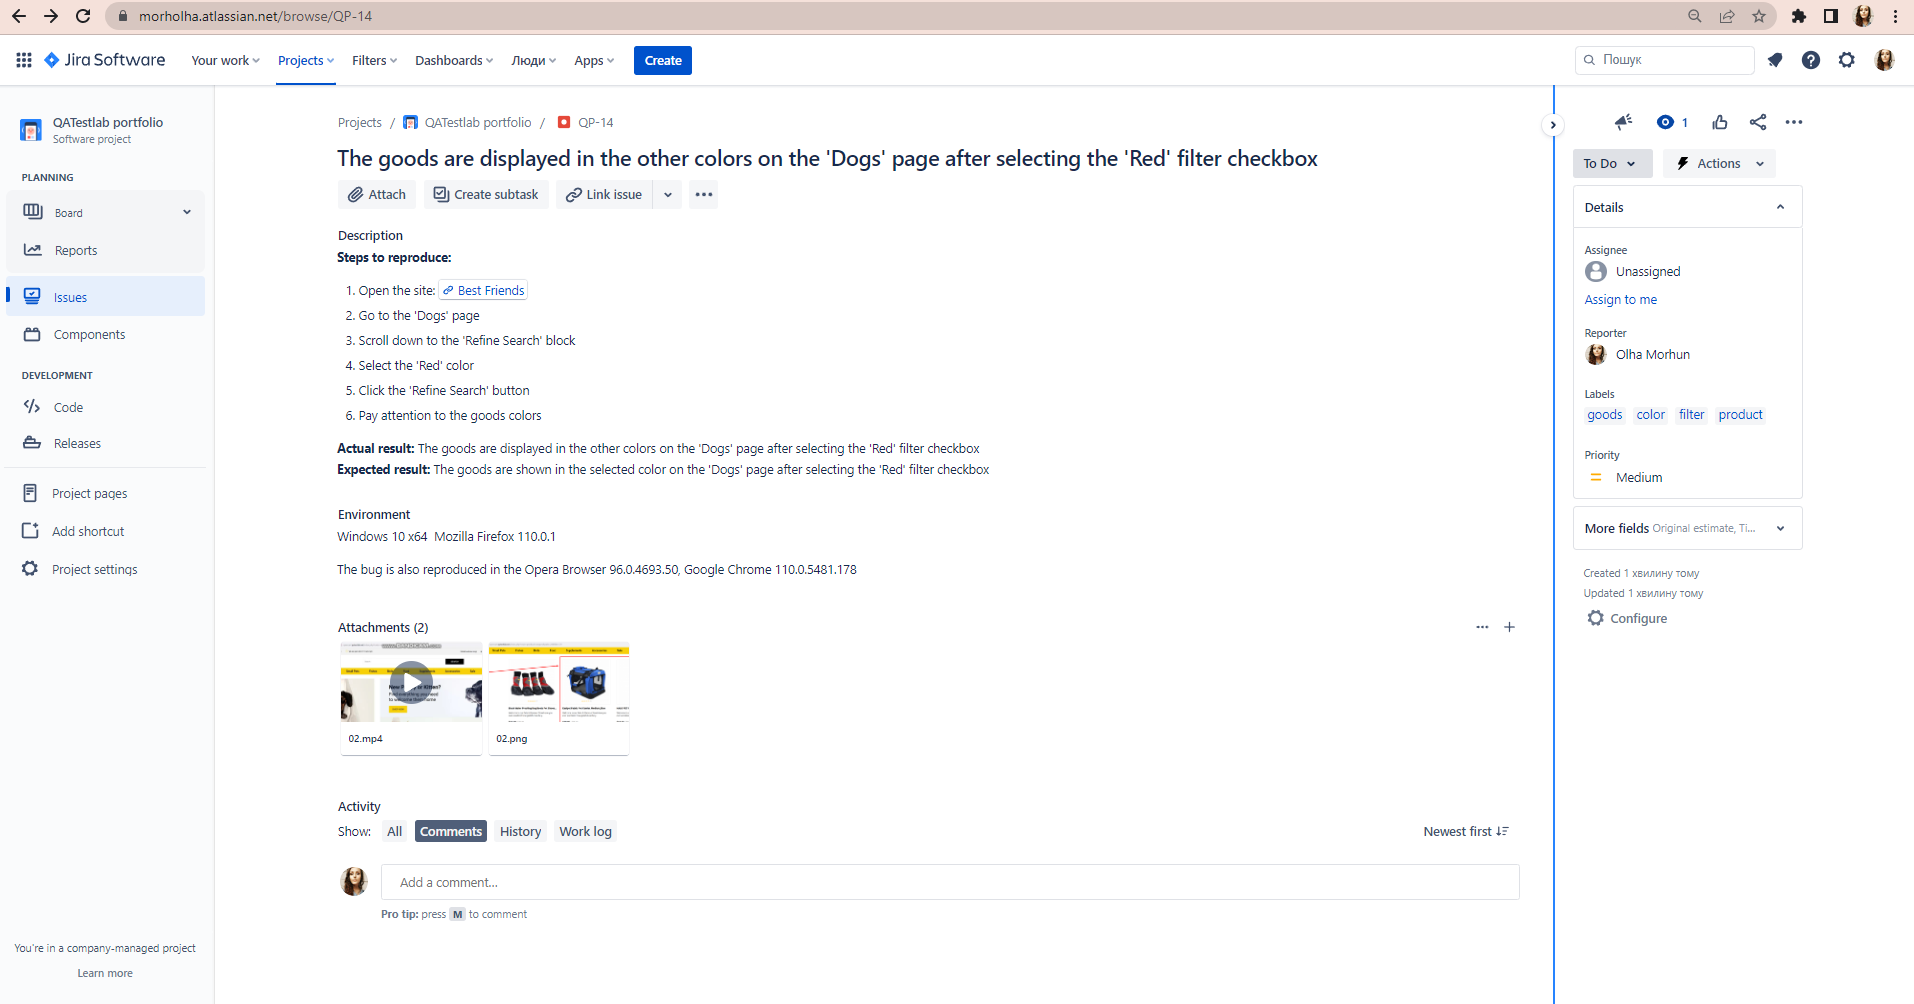 morholha.atlassian.net/browse/QP-14
Jira Software
Your work
Projects
Filters
Dashboards
Люди
Apps
Create
Пошук
QATestlab portfolio
Software project
PLANNING
Board
Reports
Issues
Components
DEVELOPMENT
Code
Releases
Project pages
Add shortcut
Project settings
You're in a company-managed project
Learn more
Projects / QATestlab portfolio / QP-14
The goods are displayed in the other colors on the 'Dogs' page after selecting the 'Red' filter checkbox
Attach
Create subtask
Link issue
Description
Steps to reproduce:
1. Open the site: Best Friends
2. Go to the 'Dogs' page
3. Scroll down to the 'Refine Search' block
4. Select the 'Red' color
5. Click the 'Refine Search' button
6. Pay attention to the goods colors
Actual result: The goods are displayed in the other colors on the 'Dogs' page after selecting the 'Red' filter checkbox
Expected result: The goods are shown in the selected color on the 'Dogs' page after selecting the 'Red' filter checkbox
Environment
Windows 10 x64 Mozilla Firefox 110.0.1
The bug is also reproduced in the Opera Browser 96.0.4693.50, Google Chrome 110.0.5481.178
Attachments (2)
02.mp4
02.png
Activity
Show: All Comments History Work log
Newest first
Add a comment...
Pro tip: press M to comment
1
To Do
Actions
Details
Assignee
Unassigned
Assign to me
Reporter
Olha Morhun
Labels
goods color filter product
Priority
Medium
More fields Original estimate, Ti...
Created 1 хвилину тому
Updated 1 хвилину тому
Configure